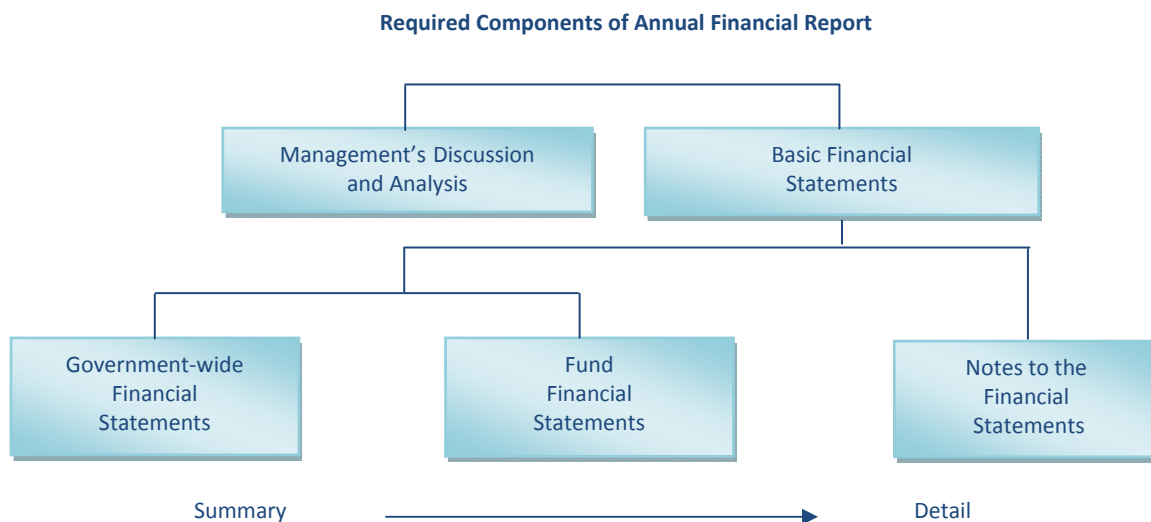 Required Components of Annual Financial Report
Management’s Discussion
and Analysis
Basic Financial
Statements
Government-wide
Financial
Statements
Fund
Financial
Statements
Notes to the
Financial
Statements
Summary
Detail